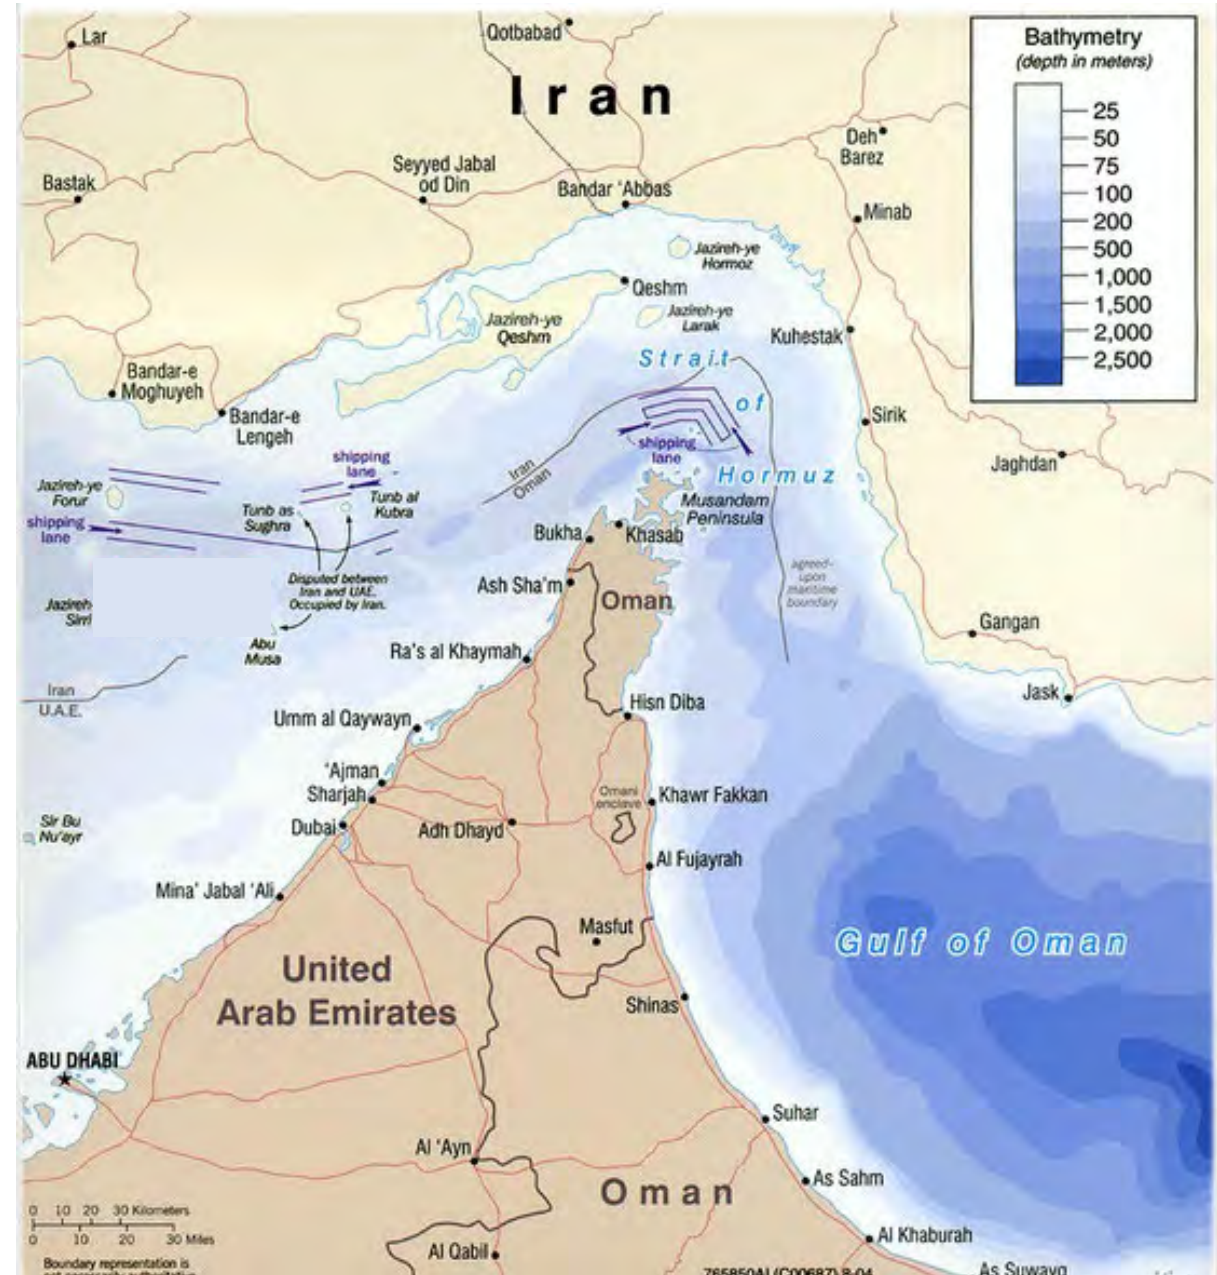 Lar
Qotbabad
Iran
Bathymetry
(depth in meters)
25
50
75
100
200
500
1,000
1,500
2,000
2,500
Deh
Barez
Seyyed Jabal
od Din
Bastak
Bandar 'Abbas
Minab
Jazireh-ye
Hormoz
Qeshm
Jazireh-ye
Larak
Jazireh-ye
Qeshm
Kuhestak
Strait
of
Hormuz
Bandar-e
Moghuyeh
Bandar-e
Lengeh
Sirik
Jaghdan
shipping
lane
shipping
lane
Iran
Oman
Jazireh-ye
Forur
Tunb as
Sughra
Tunb al
Kubra
Musandam
Peninsula
shipping
lane
Bukha
Khasab
Disputed between
Iran and UAE.
Occupied by Iran.
Ash Sha'm
Oman
agreed-
upon
maritime
boundary
Jazireh
Sirri
Abu
Musa
Ra's al Khaymah
Gangan
Iran
U.A.E.
Jask
Hisn Diba
Umm al Qaywayn
'Ajman
Sharjah
Dubai
Omani
enclave
Khawr Fakkan
Sir Bu
Nu'ayr
Adh Dhayd
Al Fujayrah
Mina' Jabal 'Ali
Masfut
Gulf of Oman
United
Arab Emirates
Shinas
ABU DHABI
Suhar
Al 'Ayn
As Sahm
Oman
0 10 20 30 Kilometers
0 10 20 30 Miles
Al Khaburah
Al Qabil
Boundary representation is
not necessarily authoritative
765850AI (C00687) 8-04
As Suwayq